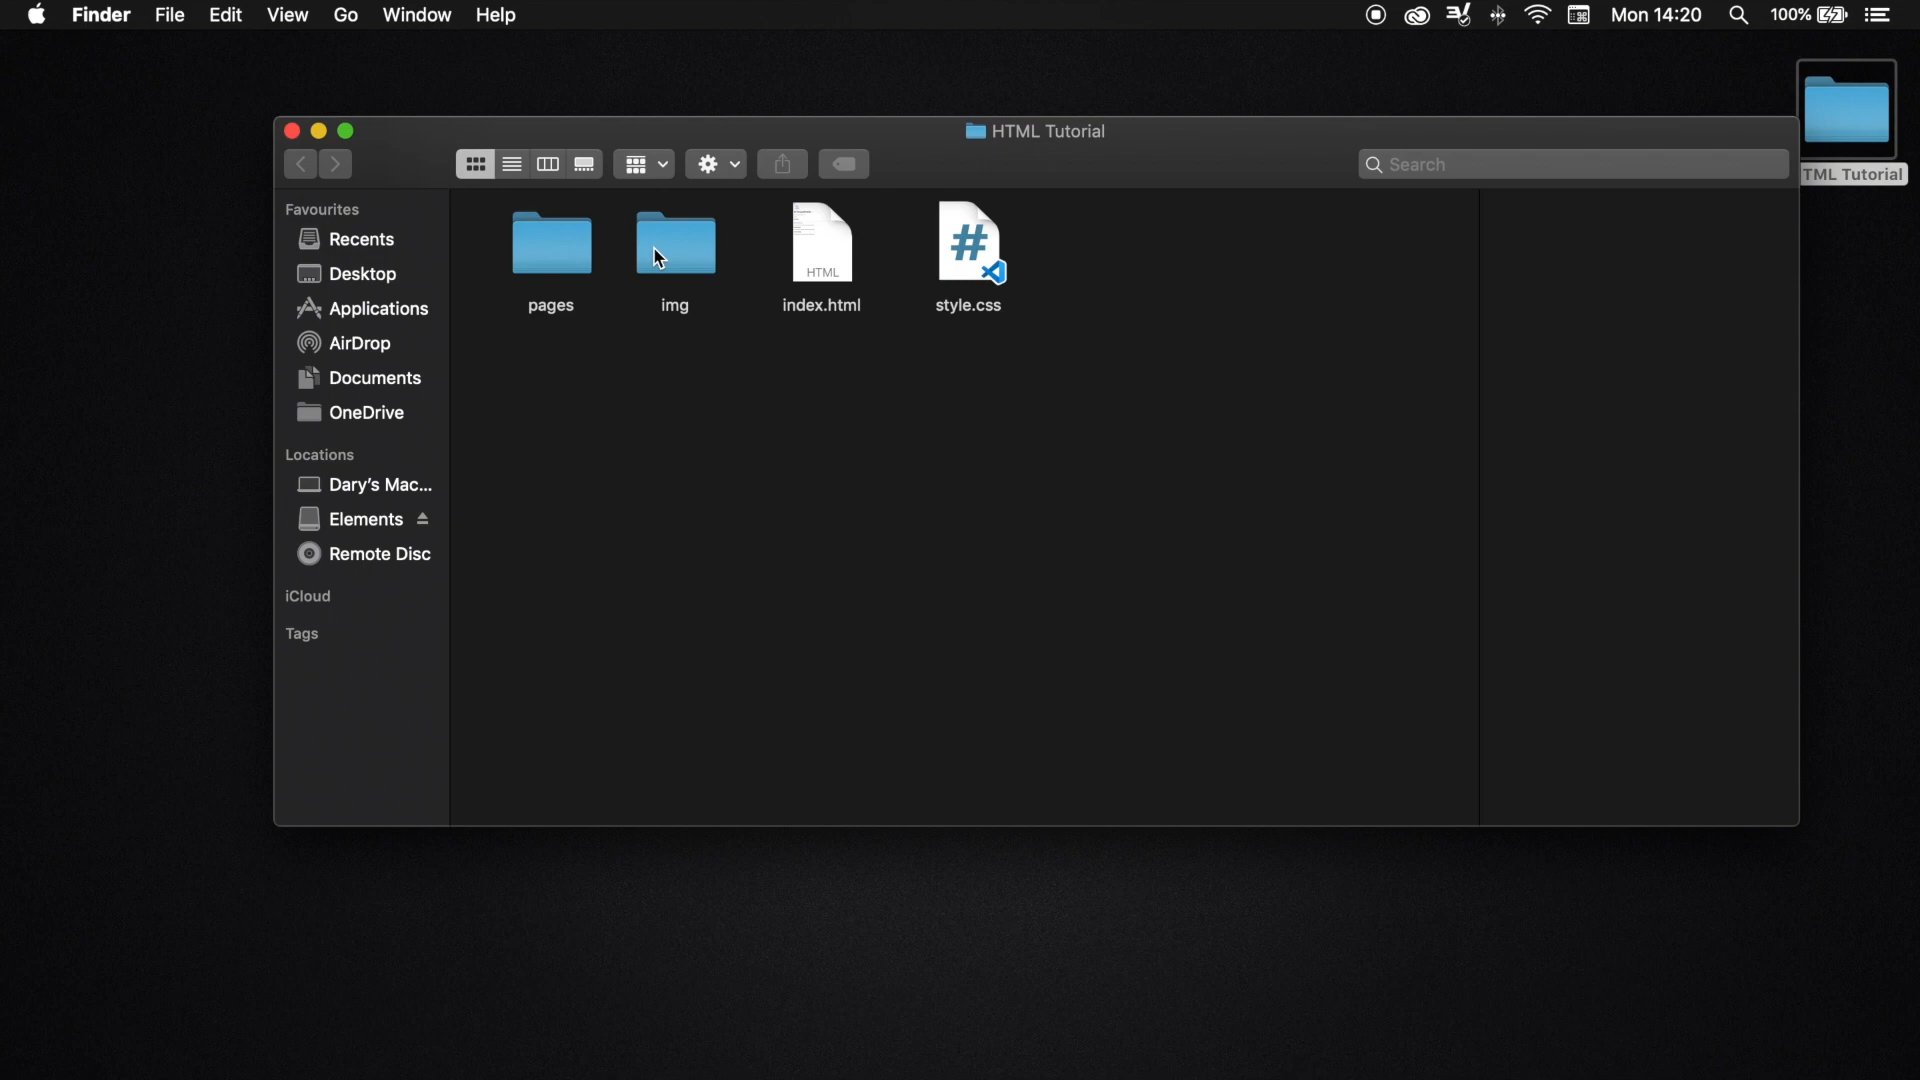 Finder File Edit View Go Window Help Mon 14:20 100%
HTML Tutorial
Search
TML Tutorial
Favourites
Recents
Desktop
Applications
AirDrop
Documents
OneDrive
Locations
Dary's Mac...
Elements
Remote Disc
iCloud
Tags
HTML
#
pages img index.html style.css